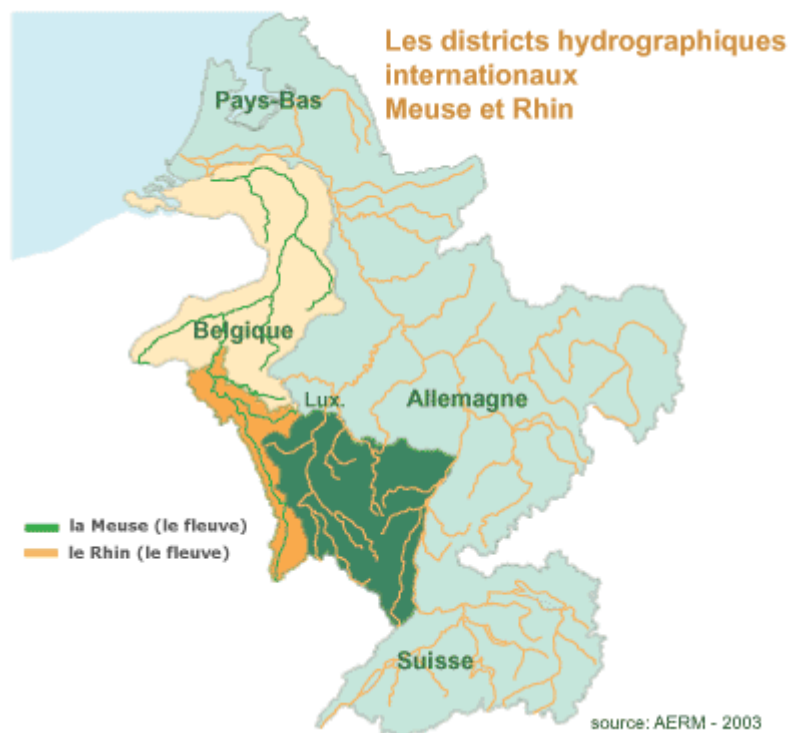 Les districts hydrographiques
internationaux
Meuse et Rhin
Pays-Bas
Belgique
Lux.
Allemagne
la Meuse (le fleuve)
le Rhin (le fleuve)
Suisse
source: AERM - 2003